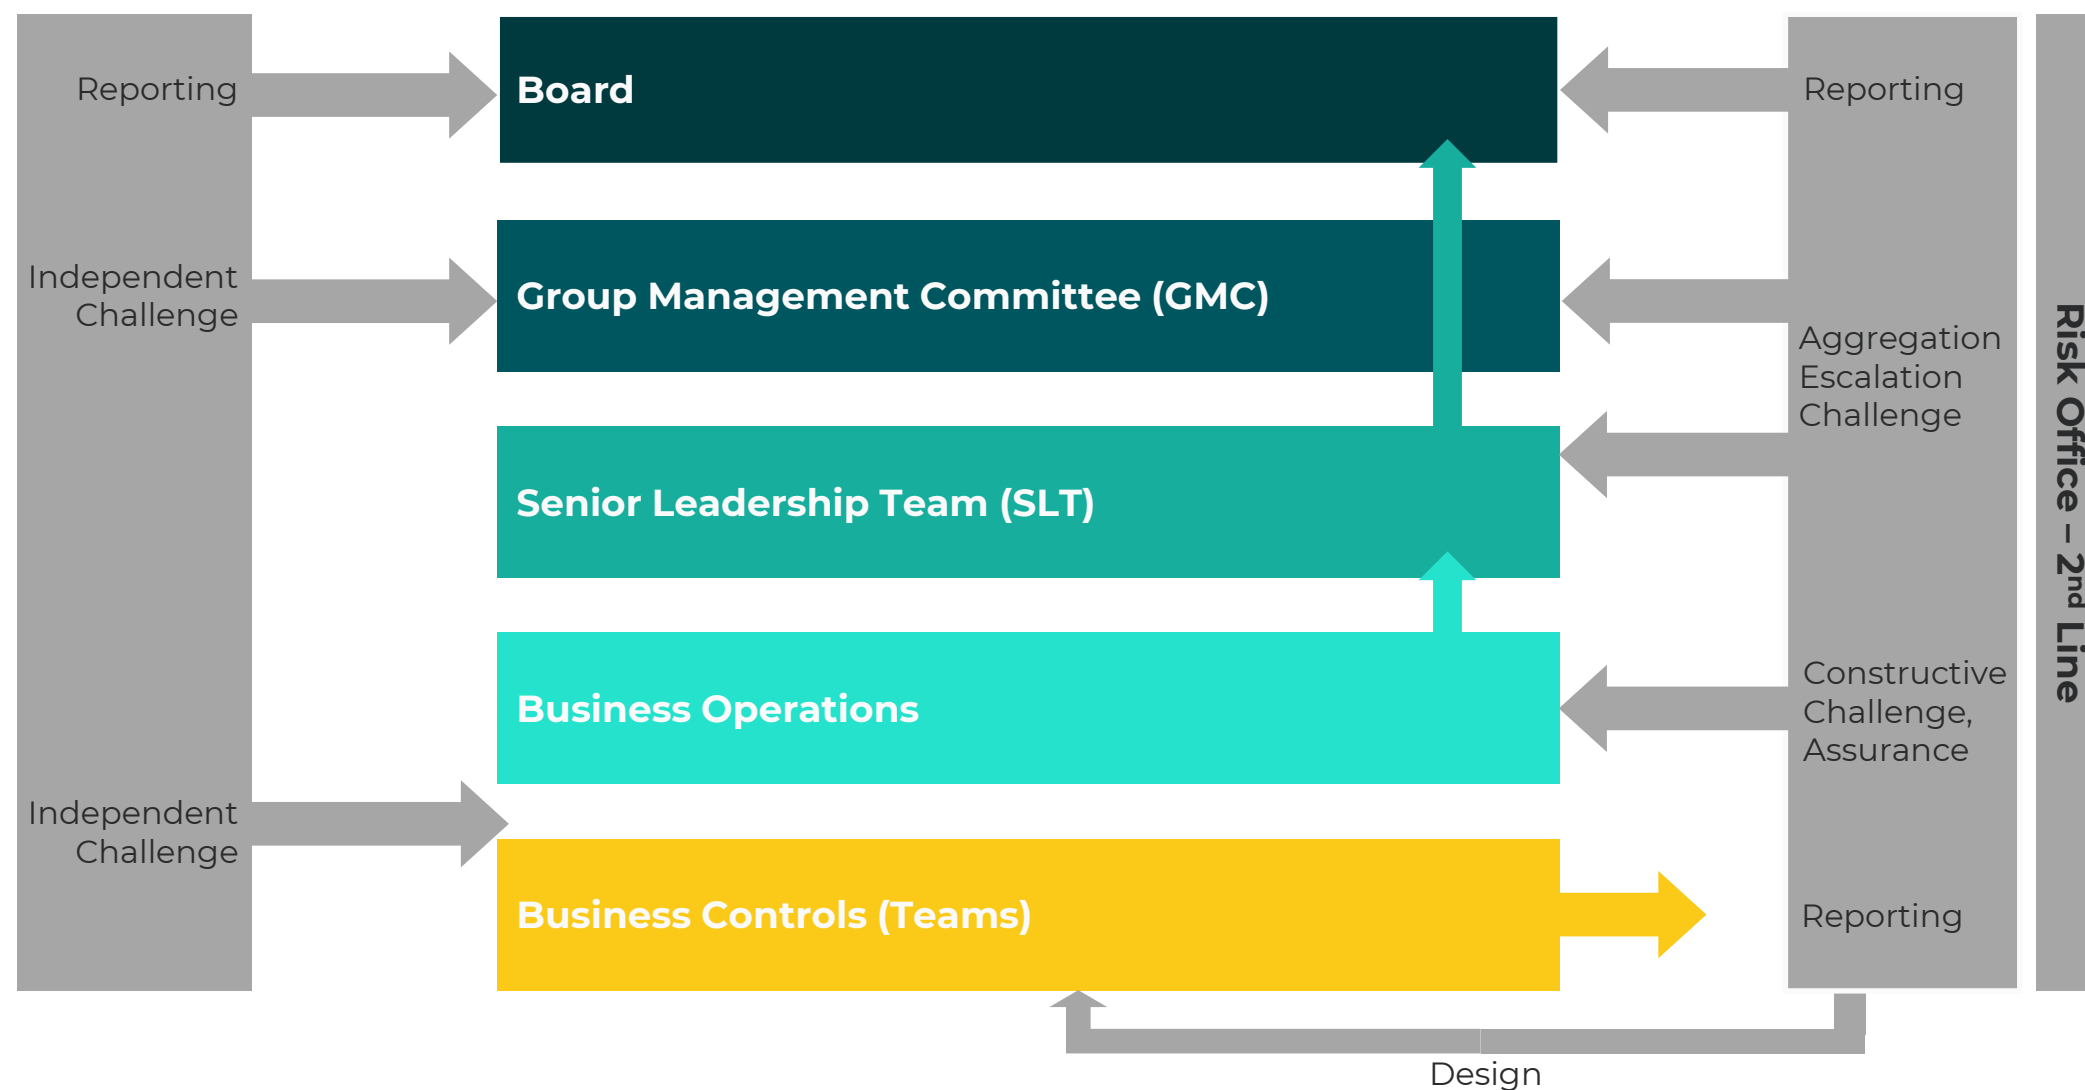 Reporting
Independent
Challenge
Independent
Challenge
Board
Group Management Committee (GMC)
Senior Leadership Team (SLT)
Business Operations
Business Controls (Teams)
Reporting
Aggregation
Escalation
Challenge
Constructive
Challenge,
Assurance
Reporting
Risk Office – 2nd Line
Design